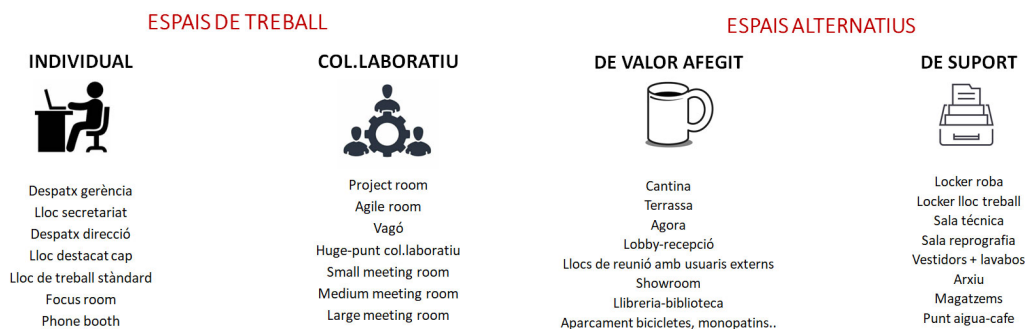 ESPAIS DE TREBALL
INDIVIDUAL
Despatx gerència
Lloc secretariat
Despatx direcció
Lloc destacat cap
Lloc de treball stàndard
Focus room
Phone booth
COL.LABORATIU
Project room
Agile room
Vagó
Huge-punt col.laboratiu
Small meeting room
Medium meeting room
Large meeting room
ESPAIS ALTERNATIUS
DE VALOR AFEGIT
Cantina
Terrassa
Agora
Lobby-recepció
Llocs de reunió amb usuaris externs
Showroom
Llibreria-biblioteca
Aparcament bicicletes, monopatins..
DE SUPORT
Locker roba
Locker lloc treball
Sala técnica
Sala reprografia
Vestidors + lavabos
Arxiu
Magatzems
Punt aigua-cafe